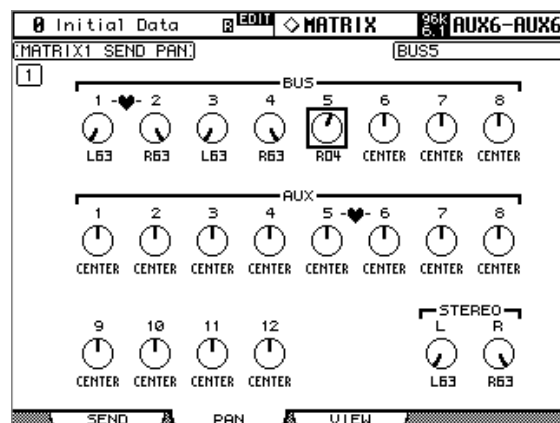 0 Initial Data R EDIT ◇MATRIX 96K 6.1 AUX6-AUX6
MATRIX1 SEND PAN BUS5
1
BUS
1 -♥- 2 3 4 5 6 7 8
L63 R63 L63 R63 R04 CENTER CENTER CENTER
AUX
1 2 3 4 5 -♥- 6 7 8
CENTER CENTER CENTER CENTER CENTER CENTER CENTER CENTER
STEREO
9 10 11 12 L R
CENTER CENTER CENTER CENTER L63 R63
SEND PAN VIEW